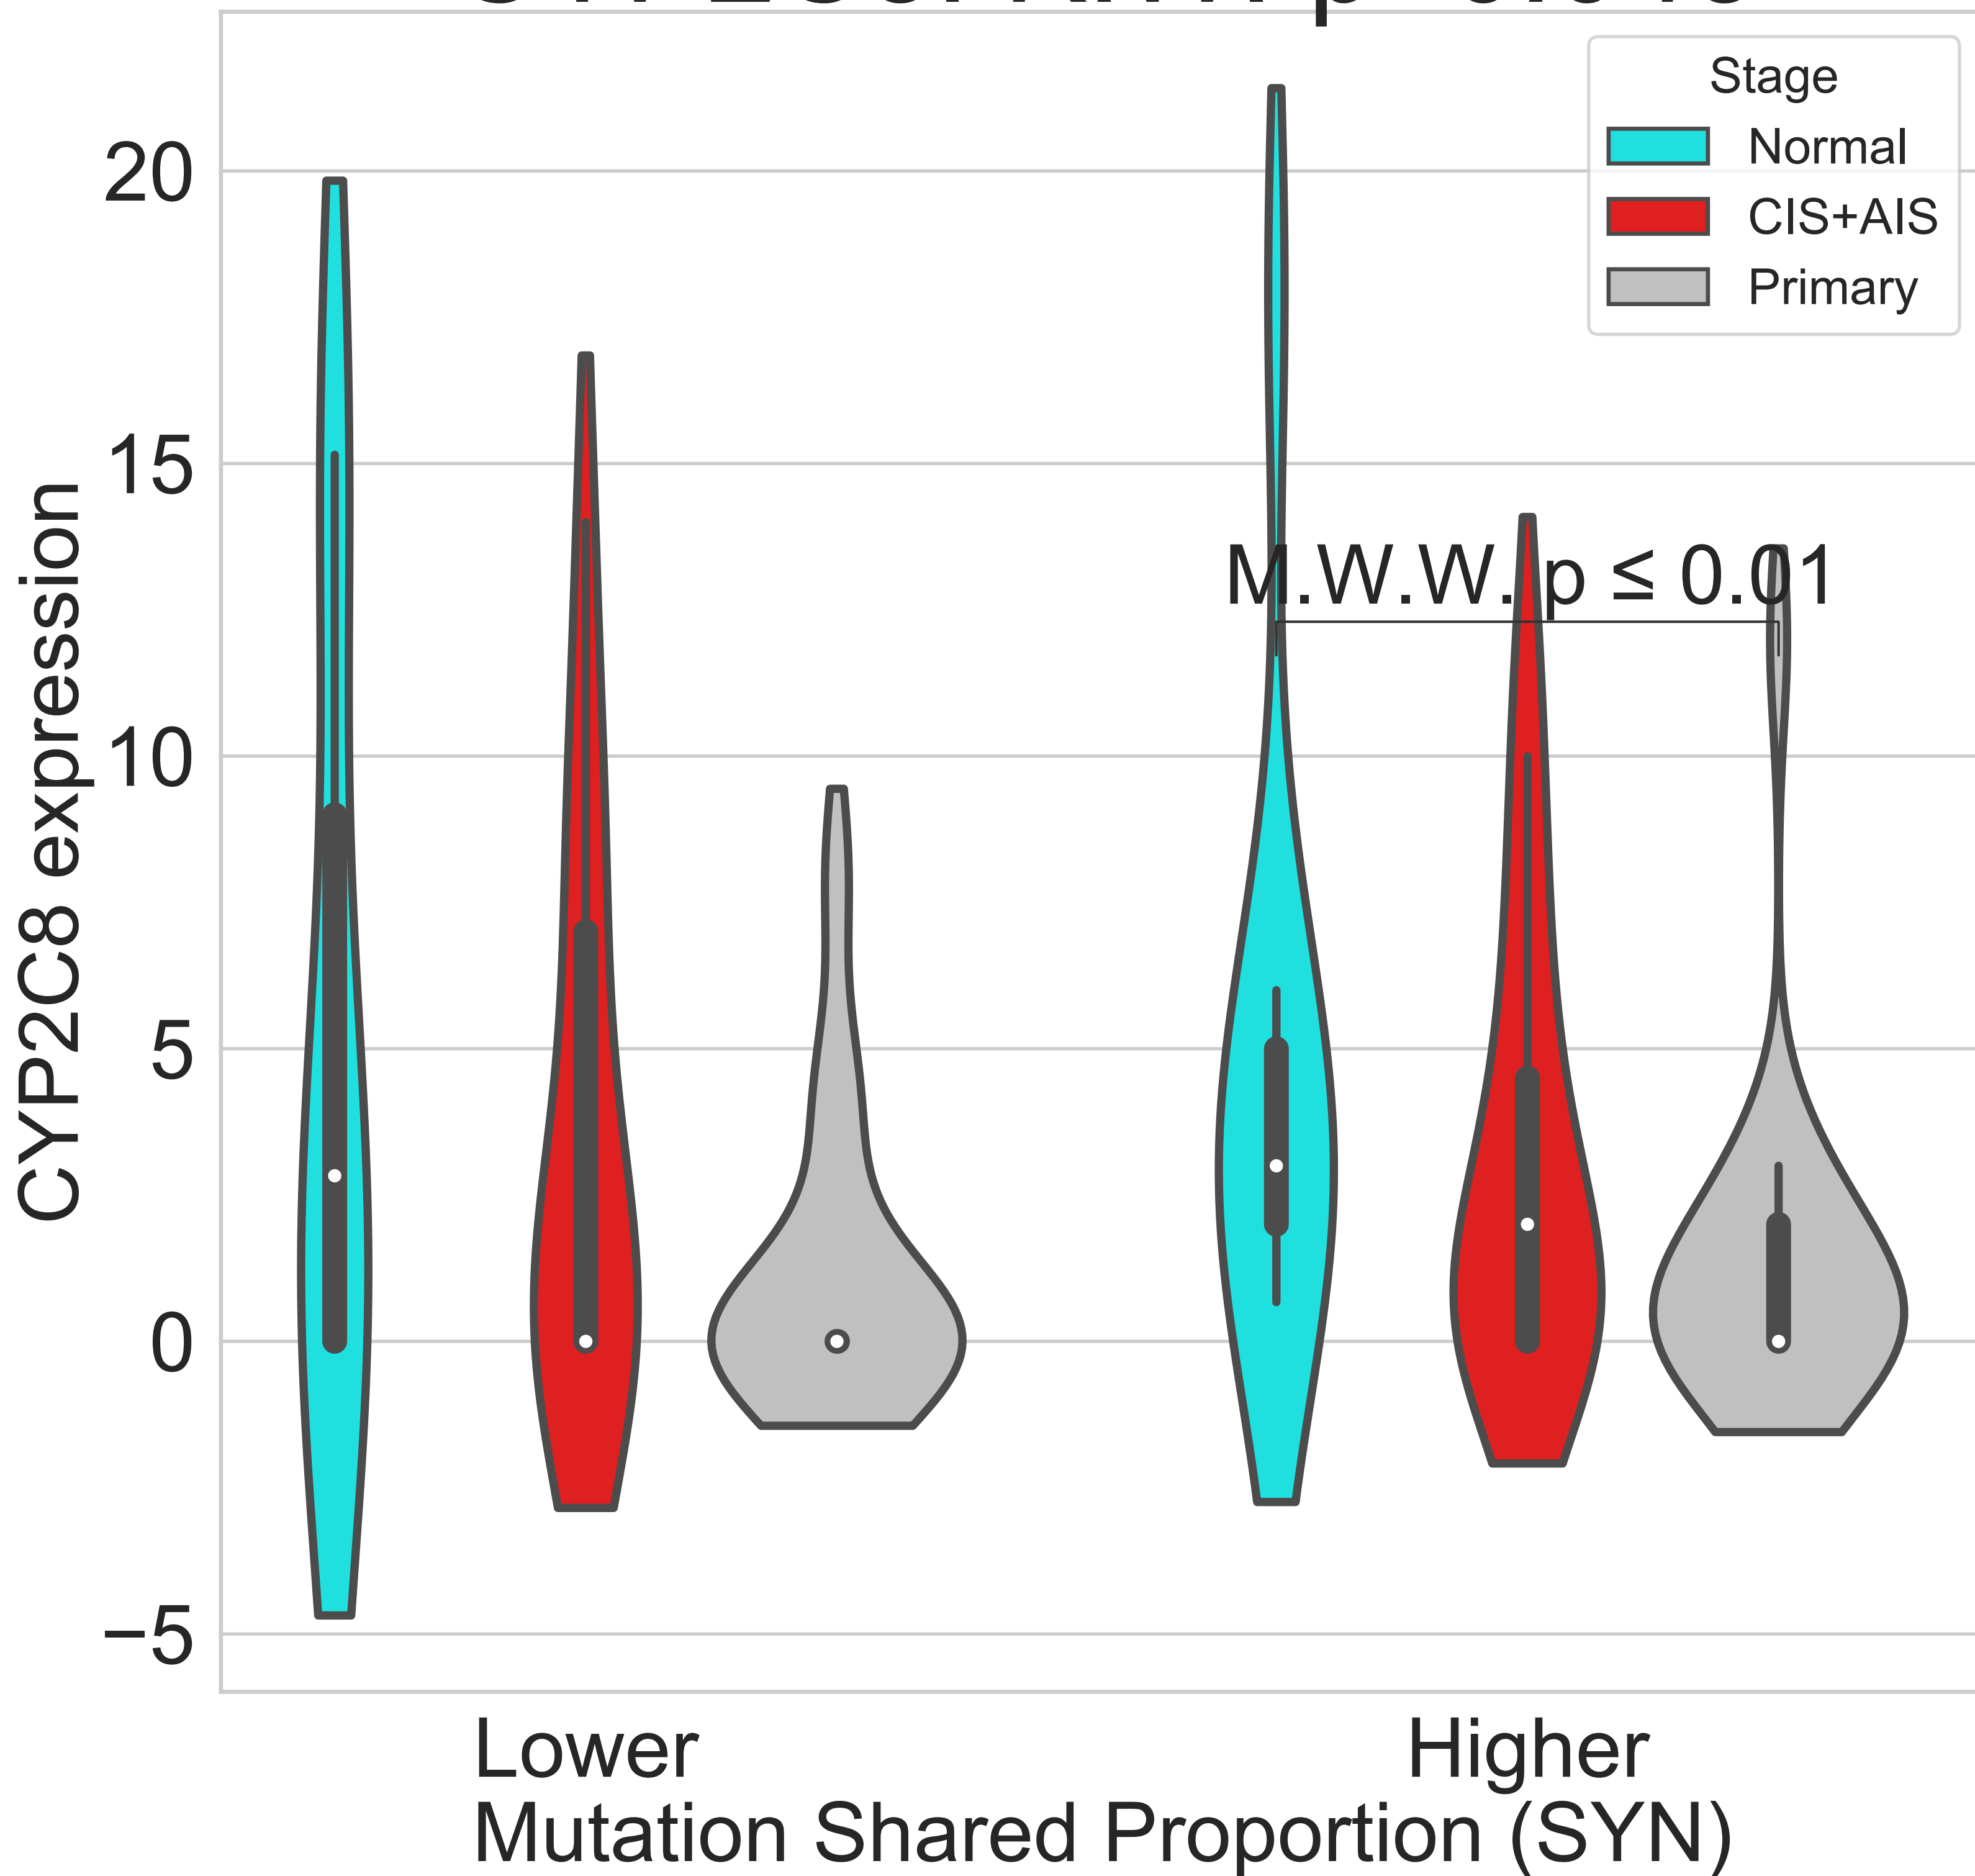 Stage
Normal
CIS+AIS
Primary
20
15
10
5
0
−5
CYP2C8 expression
M.W.W. p ≤ 0.01
Lower
Higher
Mutation Shared Proportion (SYN)